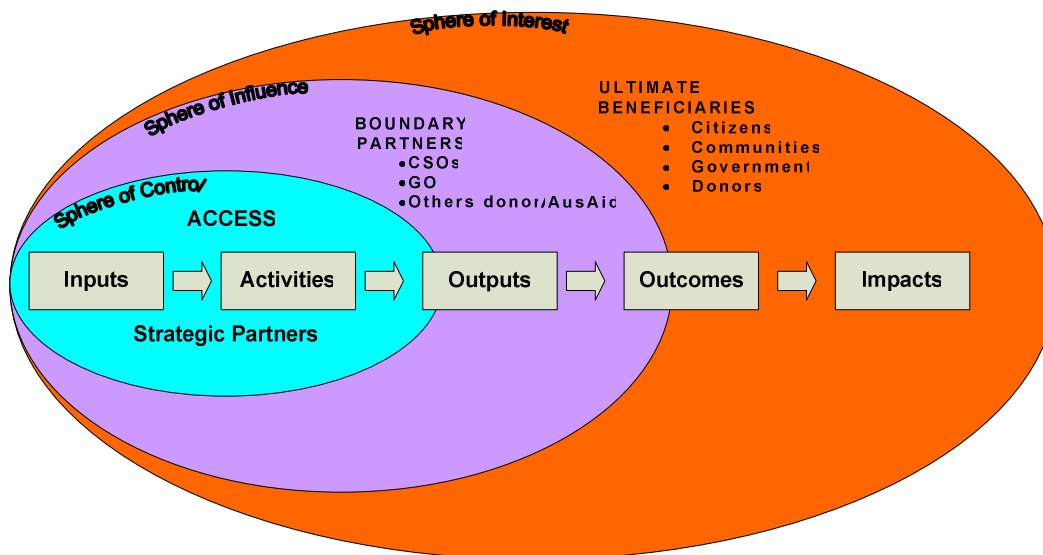 Sphere of Interest
Sphere of Influence
Sphere of Control
ULTIMATE
BENEFICIARIES
• Citizens
• Communities
• Government
• Donors
BOUNDARY
PARTNERS
•CSOs
•GO
•Others donor/AusAid
ACCESS
Inputs
Activities
Outputs
Outcomes
Impacts
Strategic Partners